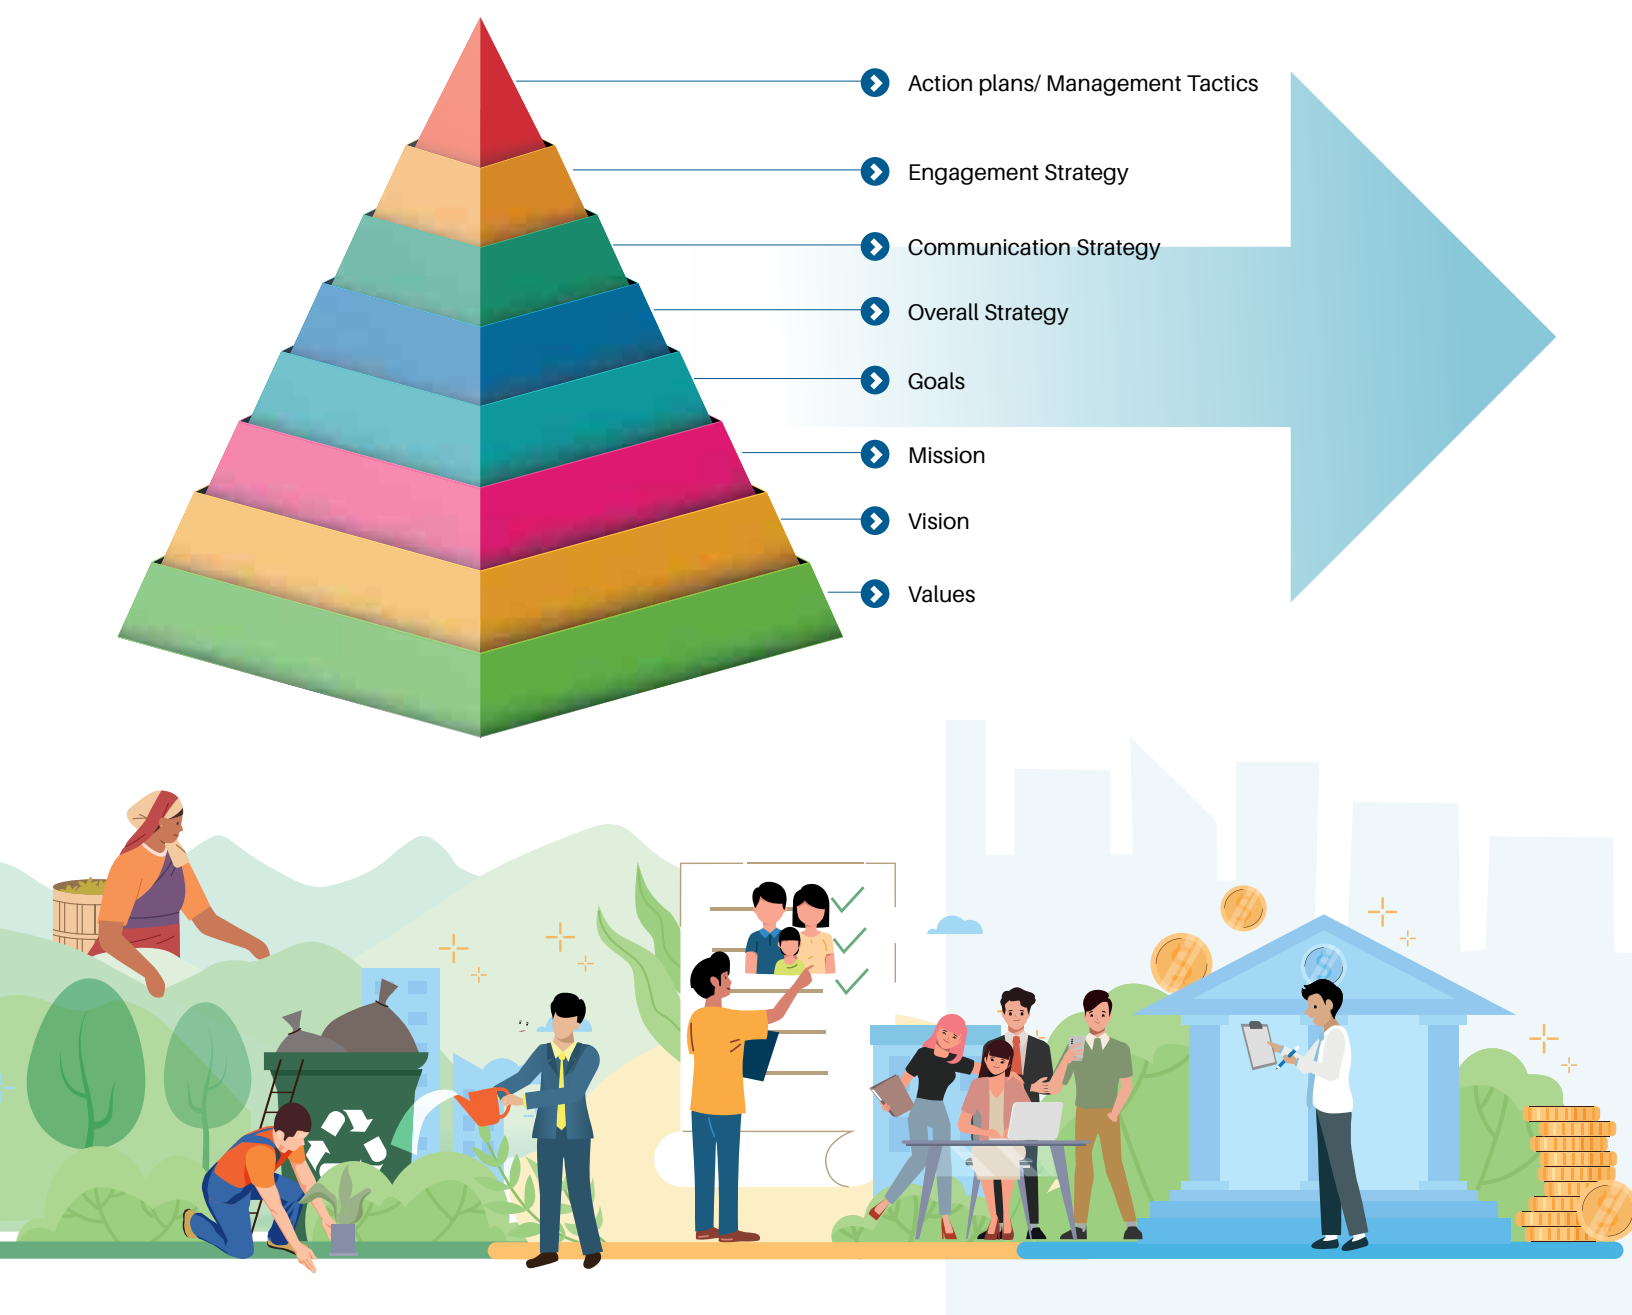 Action plans/ Management Tactics
Engagement Strategy
Communication Strategy
Overall Strategy
Goals
Mission
Vision
Values